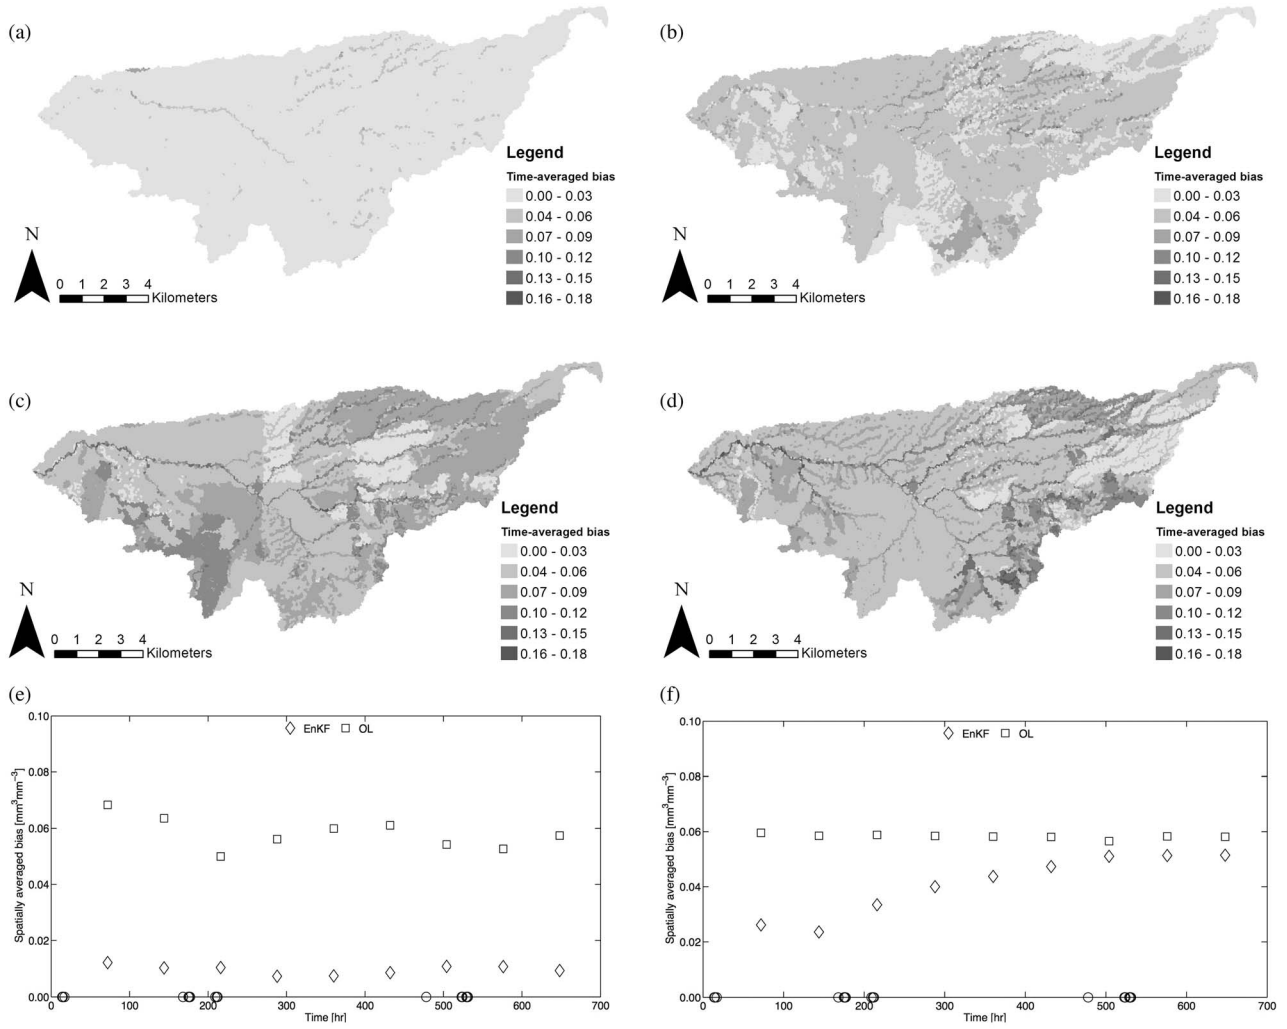 (a)
N
0 1 2 3 4
Kilometers
Legend
Time-averaged bias
0.00 - 0.03
0.04 - 0.06
0.07 - 0.09
0.10 - 0.12
0.13 - 0.15
0.16 - 0.18
(b)
N
0 1 2 3 4
Kilometers
Legend
Time-averaged bias
0.00 - 0.03
0.04 - 0.06
0.07 - 0.09
0.10 - 0.12
0.13 - 0.15
0.16 - 0.18
(c)
N
0 1 2 3 4
Kilometers
Legend
Time-averaged bias
0.00 - 0.03
0.04 - 0.06
0.07 - 0.09
0.10 - 0.12
0.13 - 0.15
0.16 - 0.18
(d)
N
0 1 2 3 4
Kilometers
Legend
Time-averaged bias
0.00 - 0.03
0.04 - 0.06
0.07 - 0.09
0.10 - 0.12
0.13 - 0.15
0.16 - 0.18
(e)
EnKF OL
Spatially averaged bias [mm³mm⁻³]
0.10
0.08
0.06
0.04
0.02
0.00
0 100 200 300 400 500 600 700
Time [hr]
(f)
EnKF OL
Spatially averaged bias [mm³mm⁻³]
0.10
0.08
0.06
0.04
0.02
0.00
0 100 200 300 400 500 600 700
Time [hr]